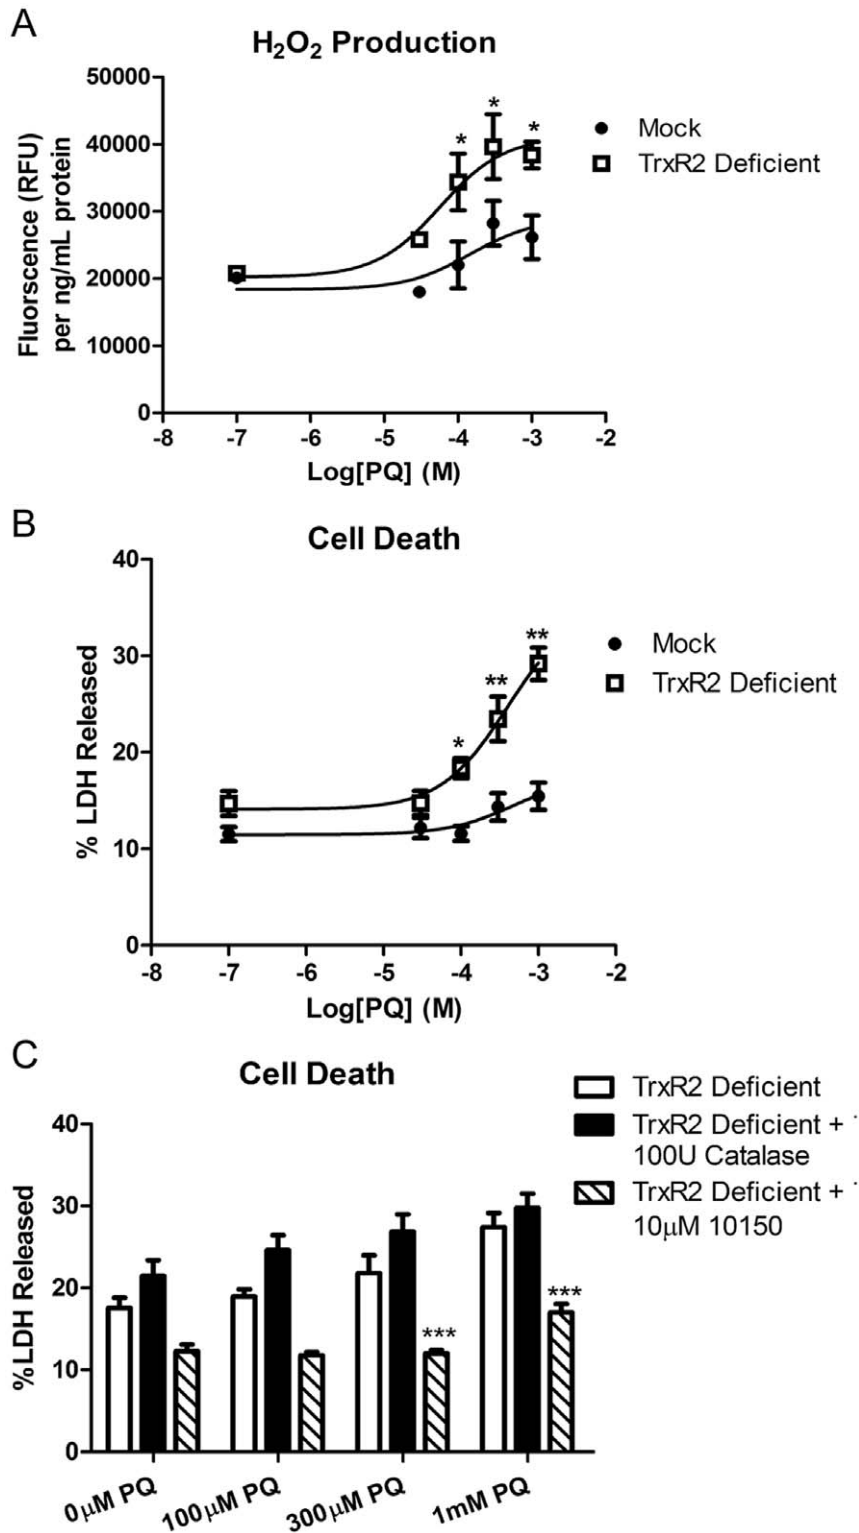 A
H₂O₂ Production
Fluorscence (RFU)
per ng/mL protein
50000
40000
30000
20000
10000
0
-8 -7 -6 -5 -4 -3 -2
Log[PQ] (M)
* * *
Mock
TrxR2 Deficient
B
Cell Death
% LDH Released
40
30
20
10
0
-8 -7 -6 -5 -4 -3 -2
Log[PQ] (M)
* ** **
Mock
TrxR2 Deficient
C
Cell Death
%LDH Released
40
30
20
10
0
*** ***
0μM PQ 100μM PQ 300μM PQ 1mM PQ
TrxR2 Deficient
TrxR2 Deficient +
100U Catalase
TrxR2 Deficient +
10μM 10150